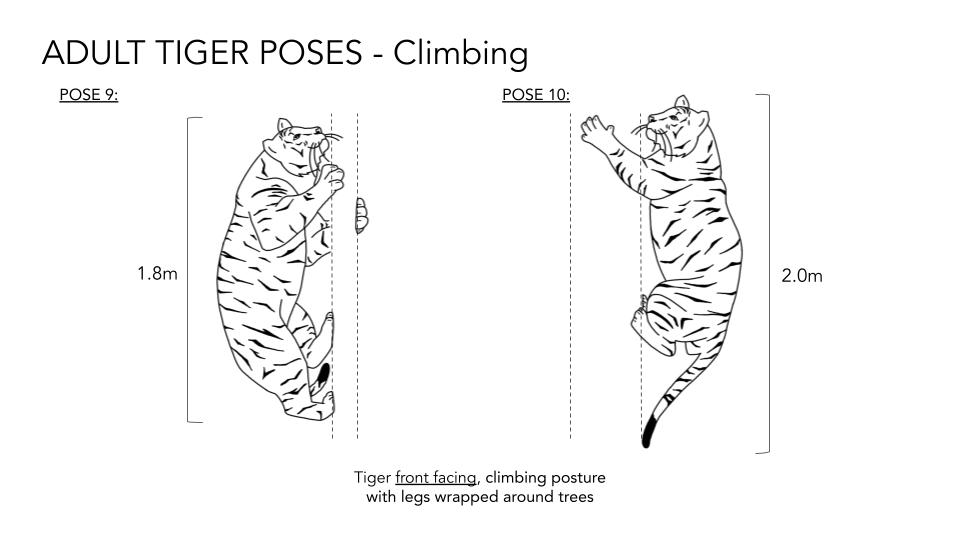 ADULT TIGER POSES - Climbing
POSE 9:
POSE 10:
1.8m
2.0m
Tiger front facing, climbing posture
with legs wrapped around trees